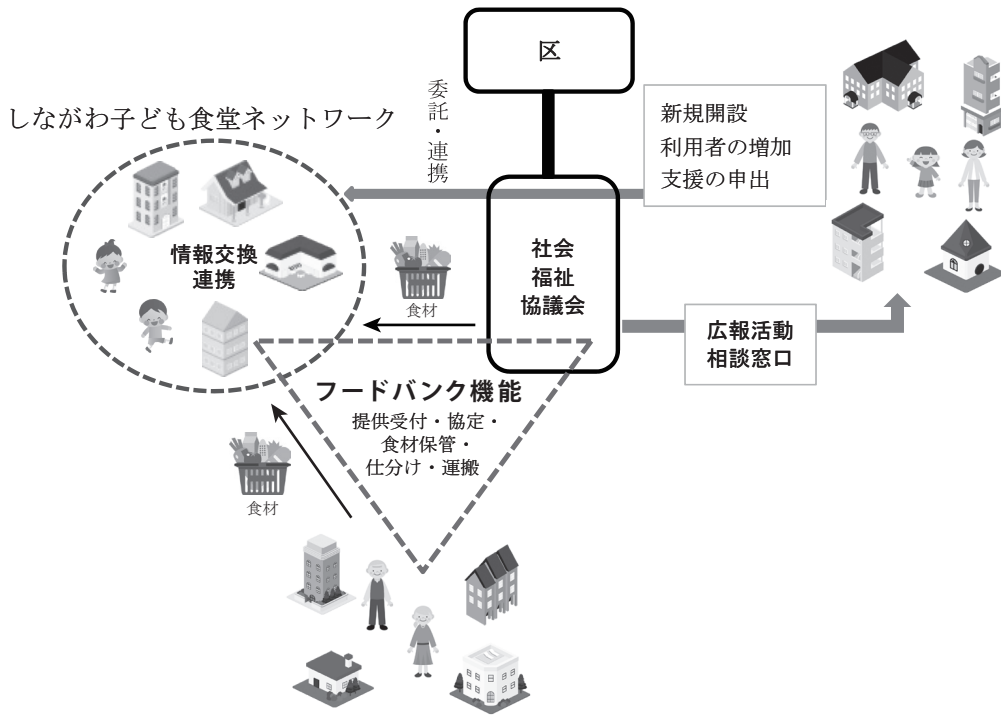 区
委託・連携
しながわ子ども食堂ネットワーク
新規開設
利用者の増加
支援の申出
情報交換
連携
社会
福祉
協議会
食材
広報活動
相談窓口
フードバンク機能
提供受付・協定・
食材保管・
仕分け・運搬
食材